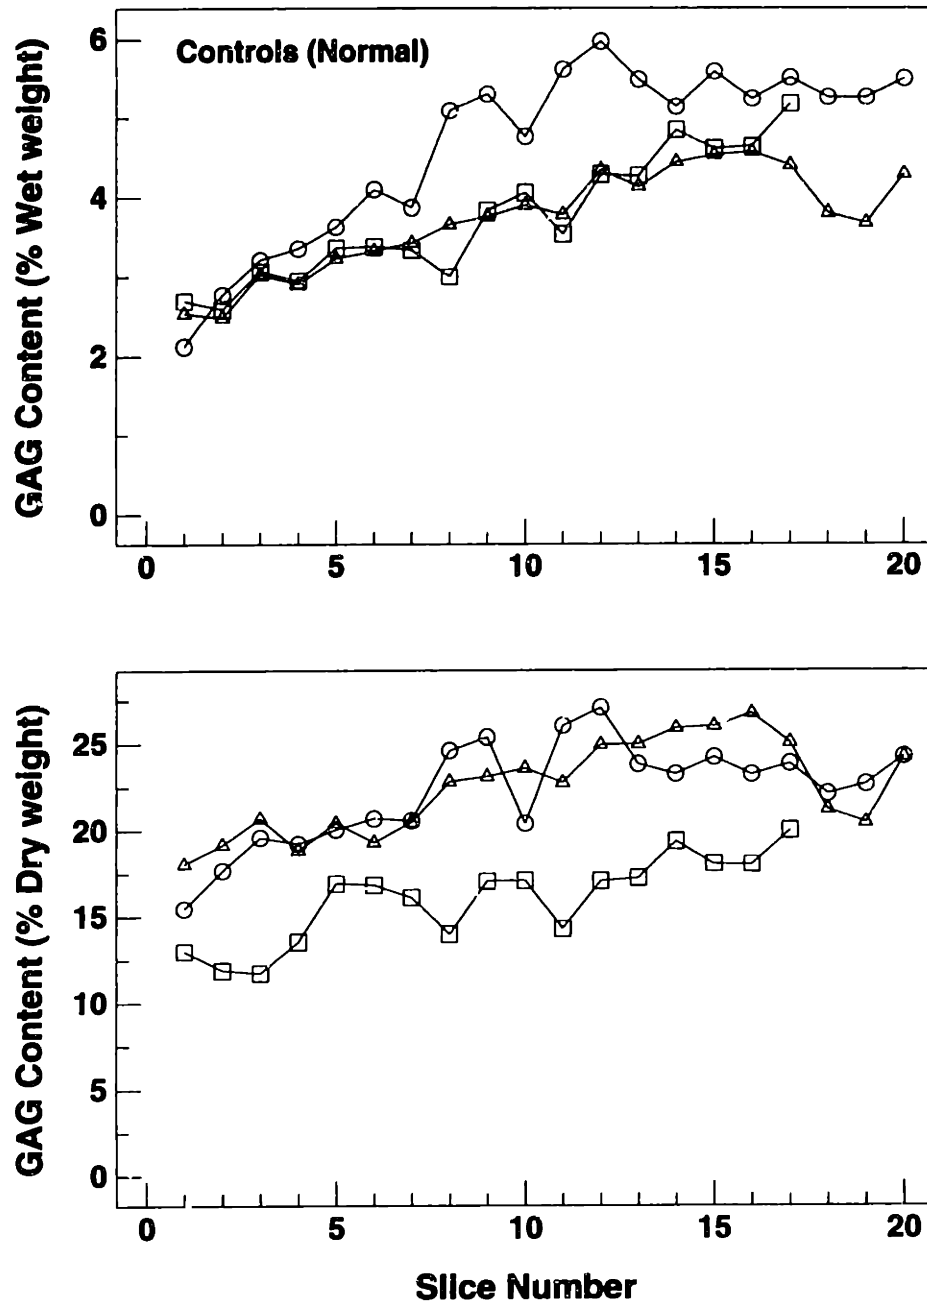 Controls (Normal)
GAG Content (% Wet weight)
6
4
2
0
0 5 10 15 20
GAG Content (% Dry weight)
25
20
15
10
5
0
0 5 10 15 20
Slice Number